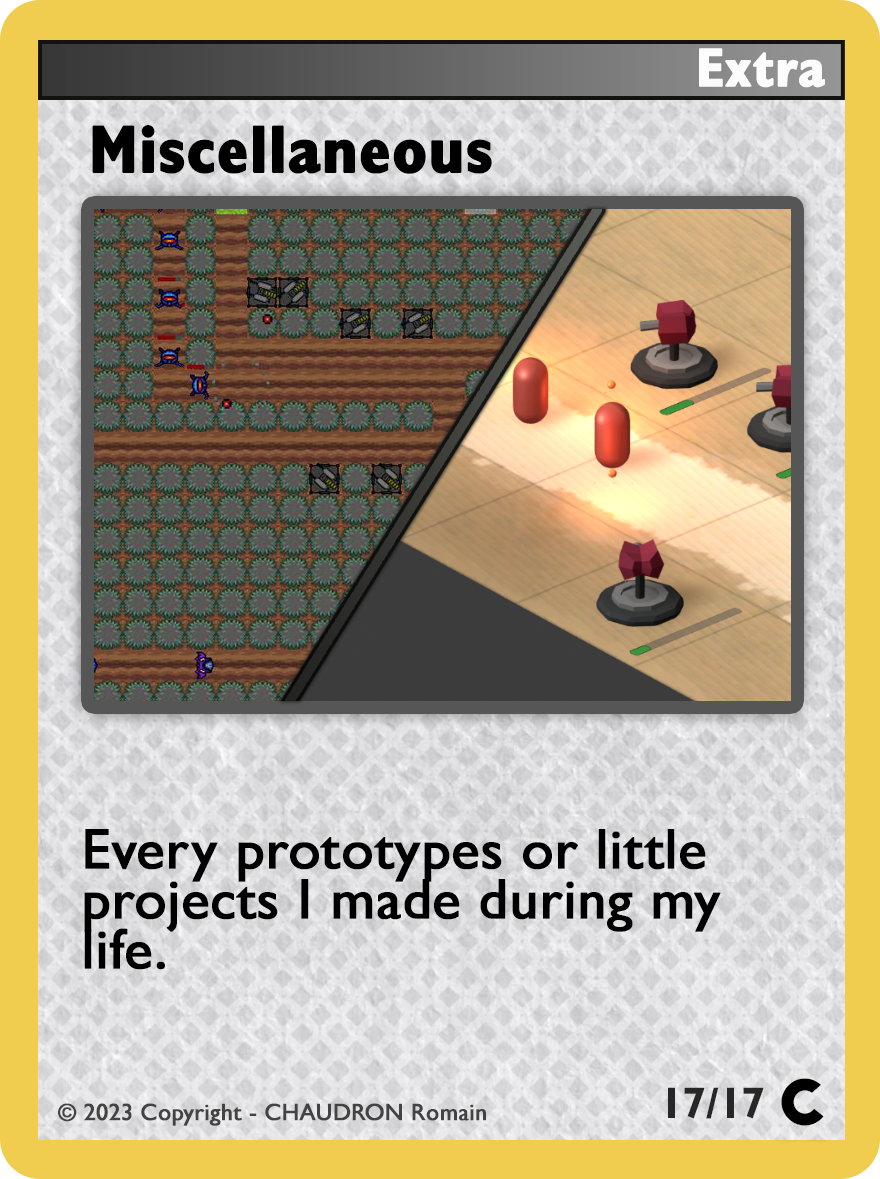 Extra
Miscellaneous
Every prototypes or little
projects I made during my
life.
© 2023 Copyright - CHAUDRON Romain
17/17 C